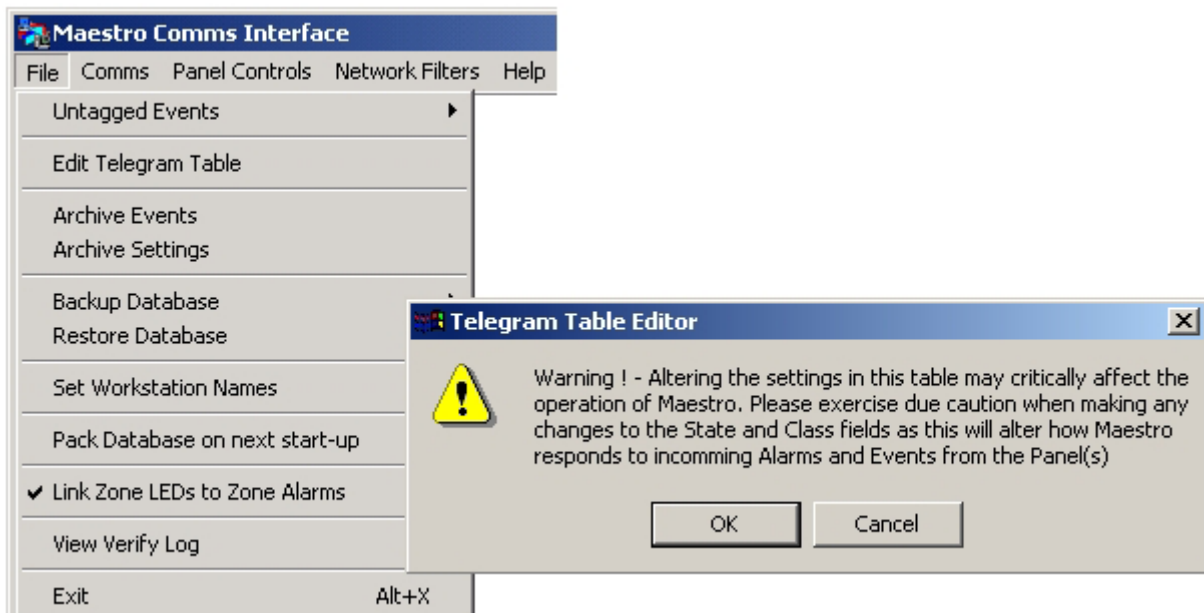 Maestro Comms Interface
File Comms Panel Controls Network Filters Help
Untagged Events
Edit Telegram Table
Archive Events
Archive Settings
Backup Database
Restore Database
Set Workstation Names
Pack Database on next start-up
Link Zone LEDs to Zone Alarms
View Verify Log
Exit Alt+X
Telegram Table Editor
Warning ! - Altering the settings in this table may critically affect the
operation of Maestro. Please exercise due caution when making any
changes to the State and Class fields as this will alter how Maestro
responds to incomming Alarms and Events from the Panel(s)
OK Cancel